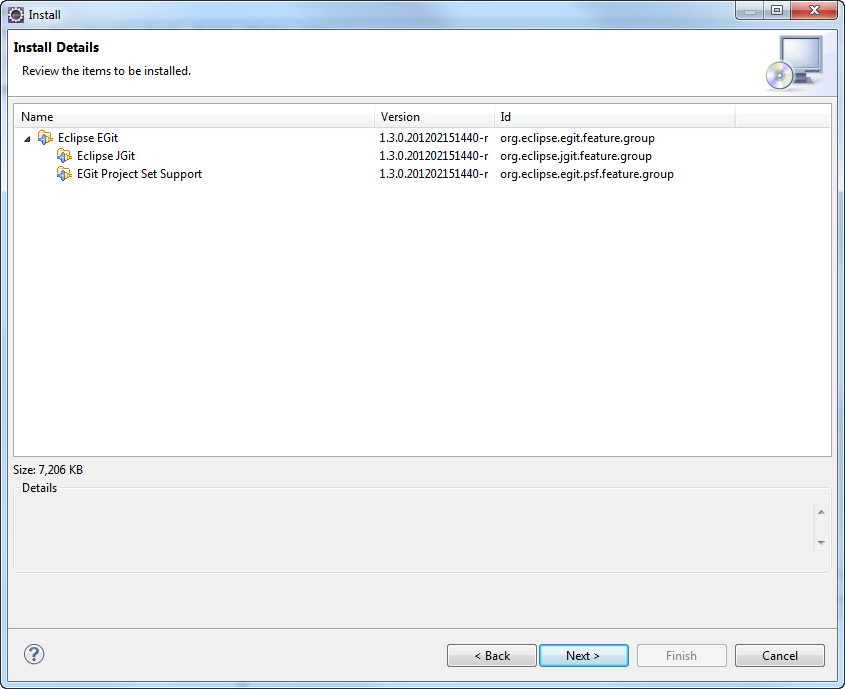 Install
Install Details
Review the items to be installed.
Name Version Id
Eclipse EGit 1.3.0.201202151440-r org.eclipse.egit.feature.group
Eclipse JGit 1.3.0.201202151440-r org.eclipse.jgit.feature.group
EGit Project Set Support 1.3.0.201202151440-r org.eclipse.egit.psf.feature.group
Size: 7,206 KB
Details
? < Back Next > Finish Cancel